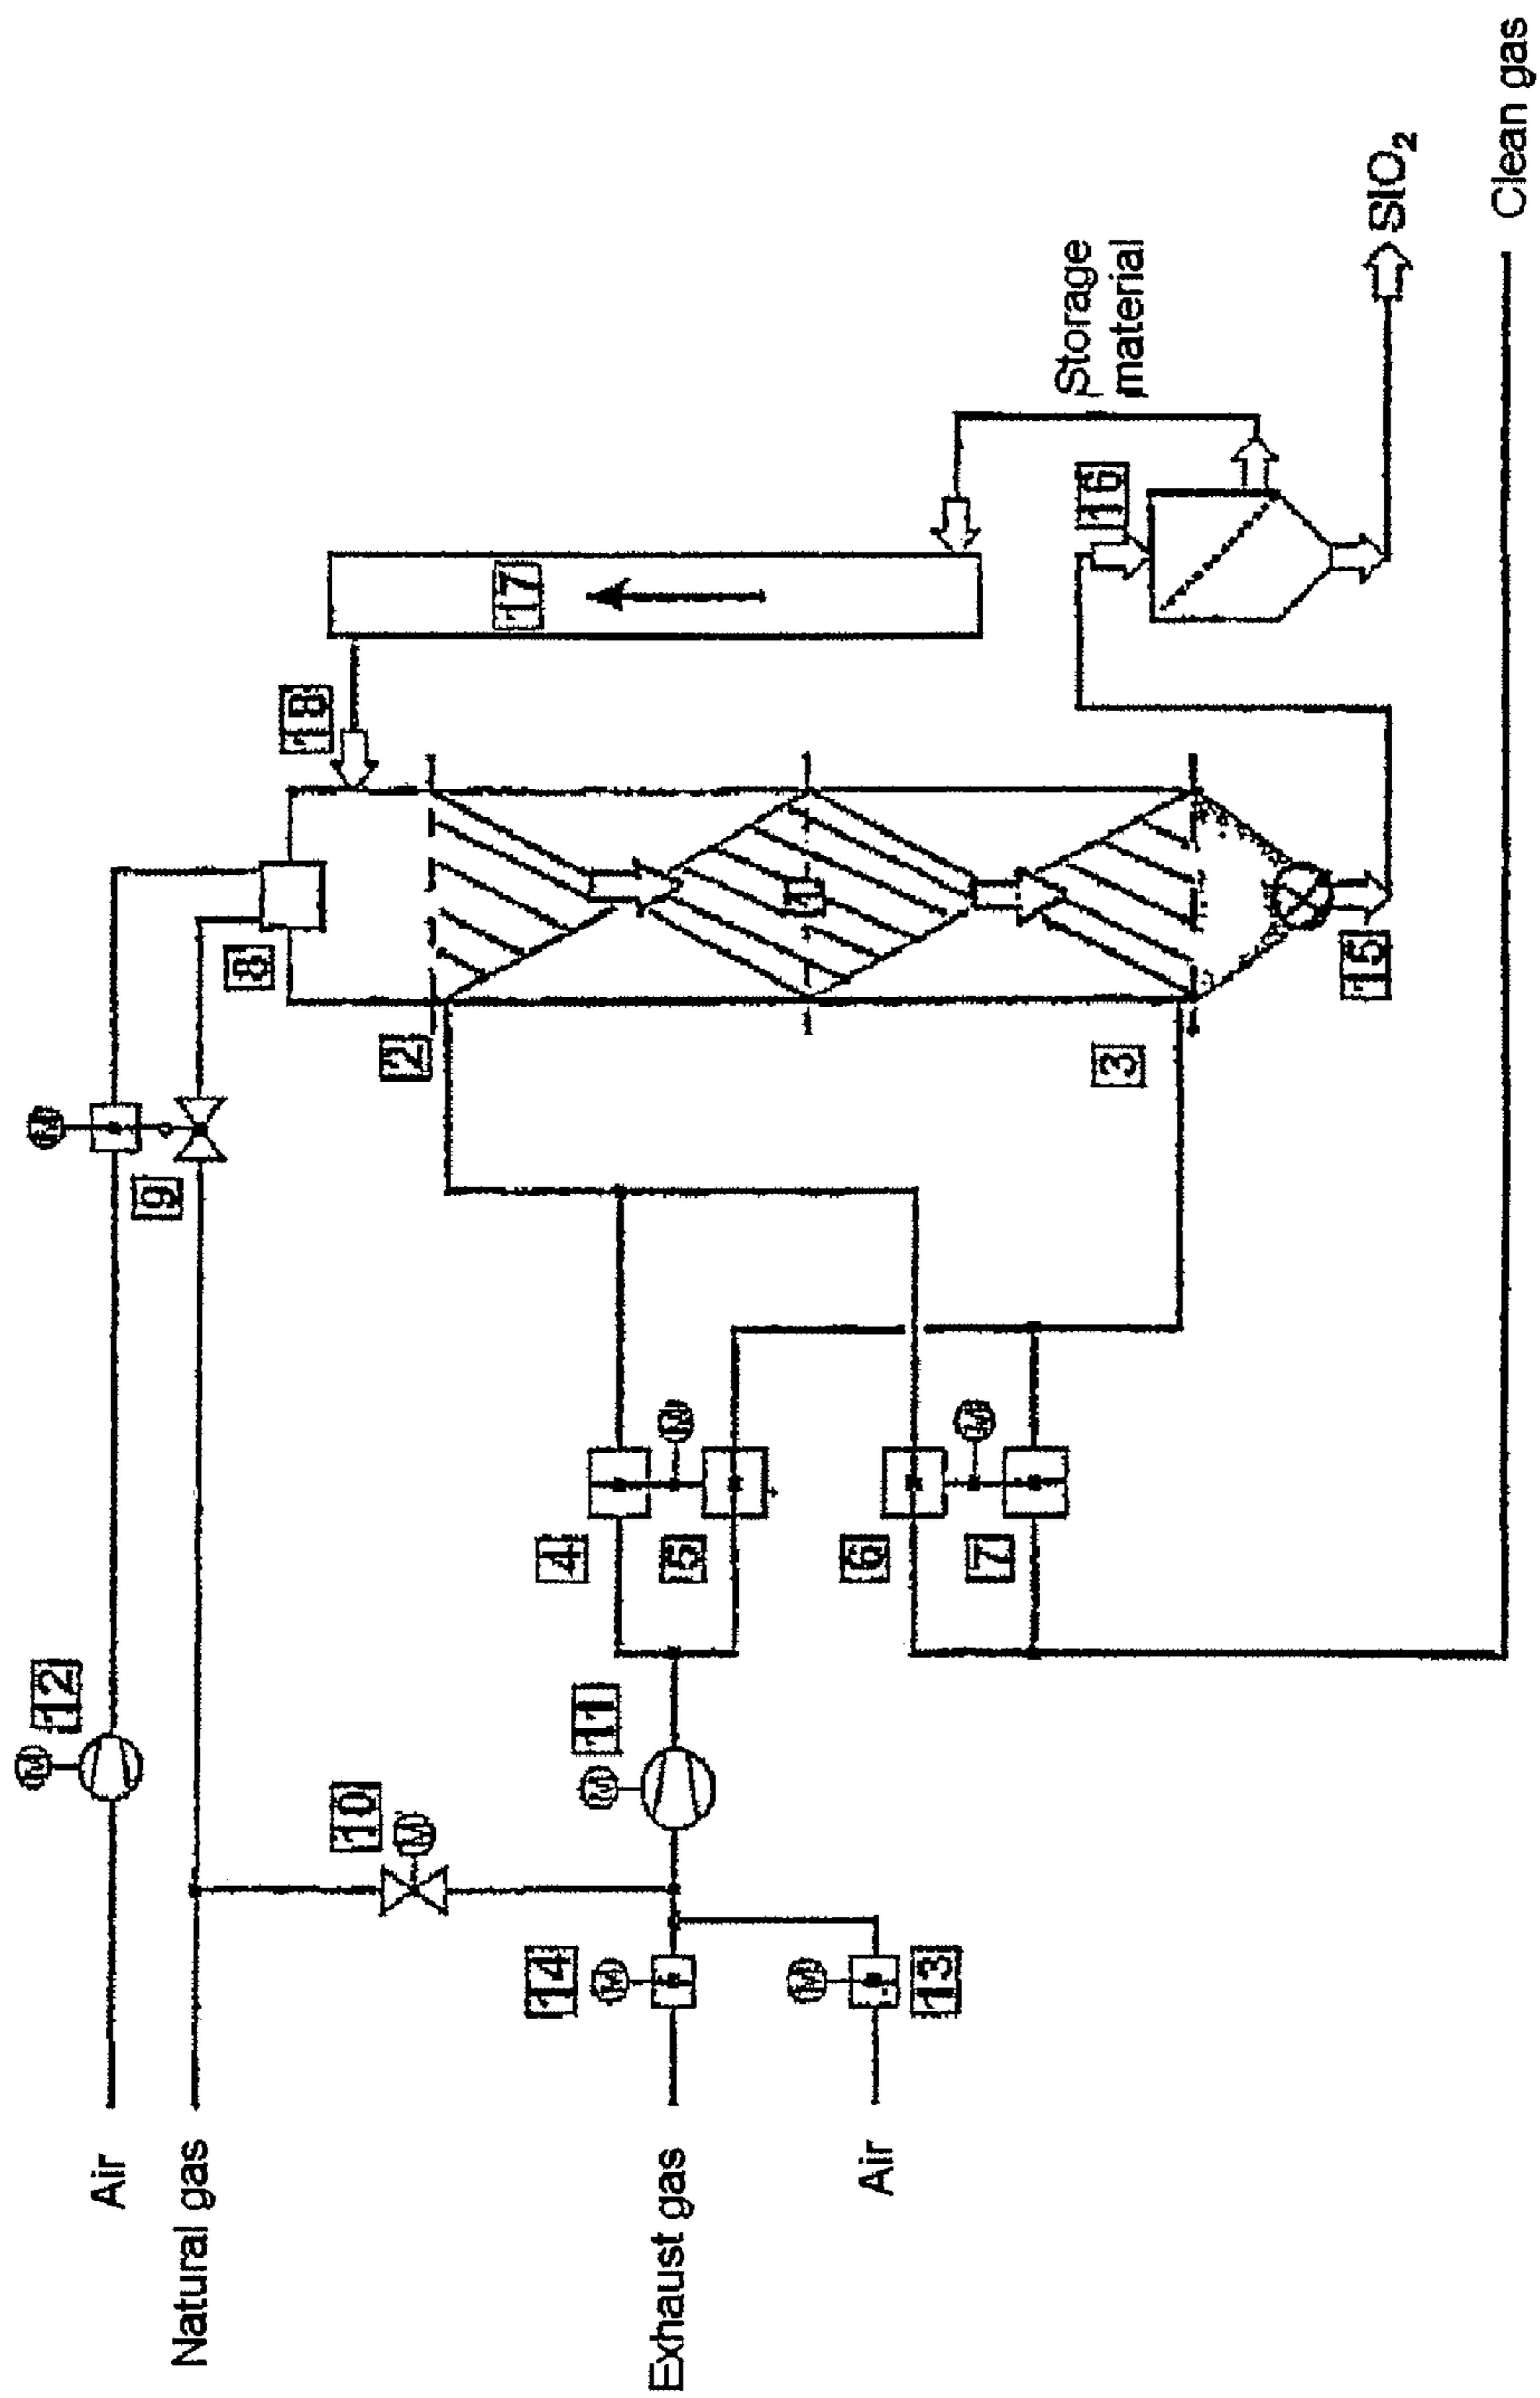 Air
Natural gas
Exhaust gas
Air
12
M
10
M
14
M
M
13
11
M
9
M
4
5
M
6
7
M
8
2
3
18
1
15
17
16
Storage
material
SIO₂
Clean gas
M